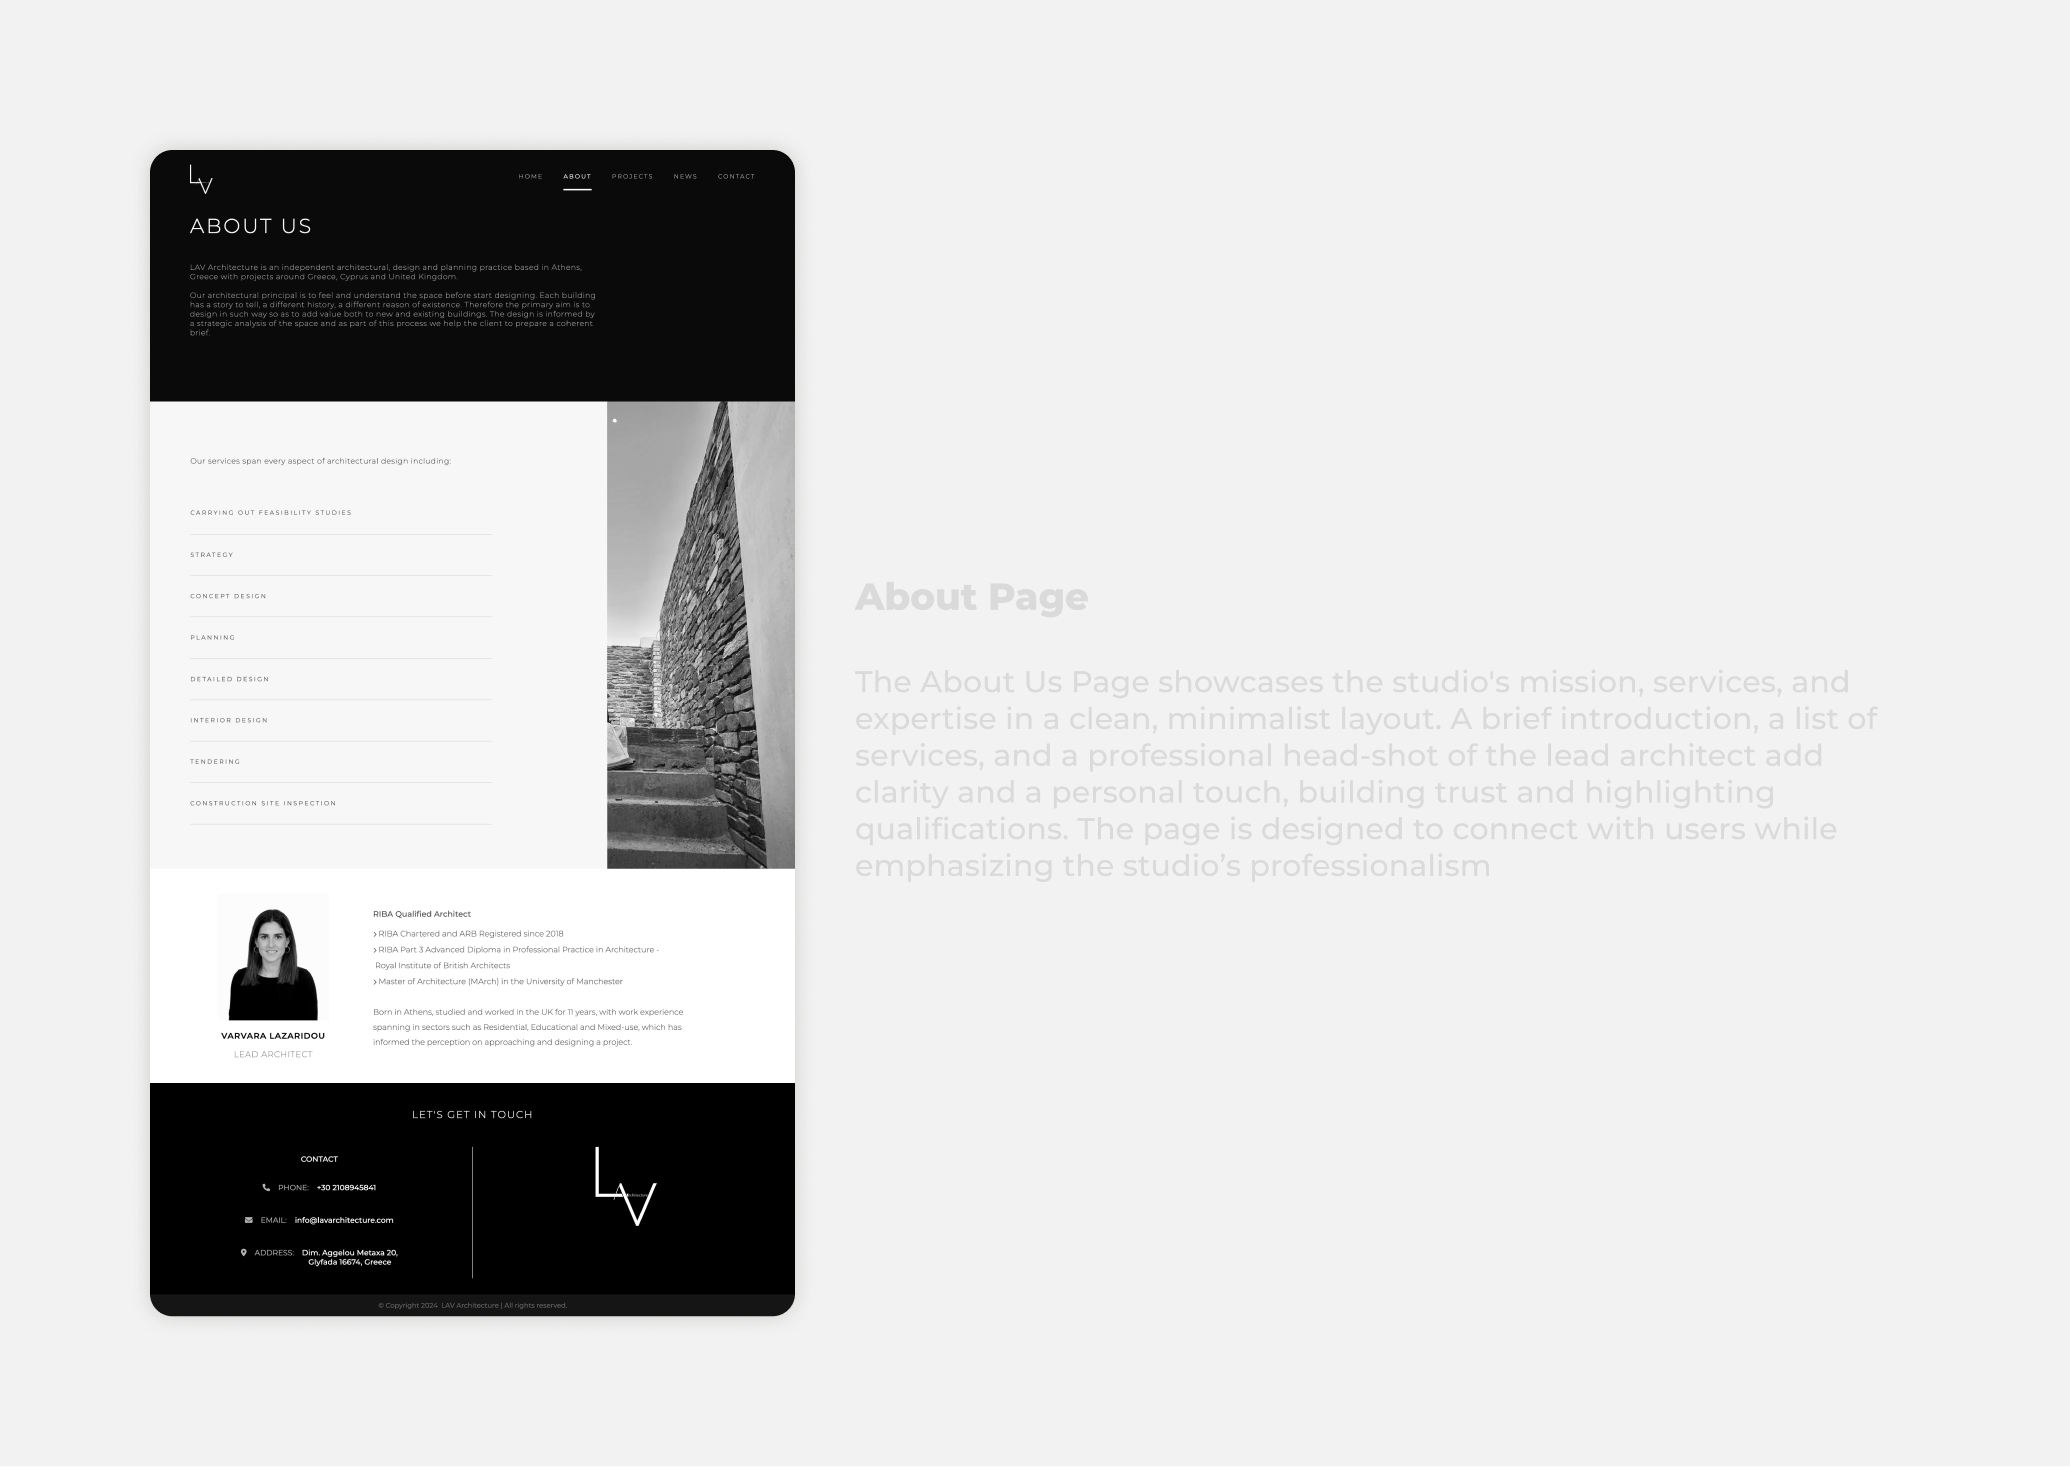 LV
HOME ABOUT PROJECTS NEWS CONTACT
ABOUT US
LAV Architecture is an independent architectural, design and planning practice based in Athens,
Greece with projects around Greece, Cyprus and United Kingdom.
Our architectural principal is to feel and understand the space before start designing. Each building
has a story to tell, a different history, a different reason of existence. Therefore the primary aim is to
design in such way so as to add value both to new and existing buildings. The design is informed by
a strategic analysis of the space and as part of this process we help the client to prepare a coherent
brief.
Our services span every aspect of architectural design including:
CARRYING OUT FEASIBILITY STUDIES
STRATEGY
CONCEPT DESIGN
PLANNING
DETAILED DESIGN
INTERIOR DESIGN
TENDERING
CONSTRUCTION SITE INSPECTION
VARVARA LAZARIDOU
LEAD ARCHITECT
RIBA Qualified Architect
› RIBA Chartered and ARB Registered since 2018
› RIBA Part 3 Advanced Diploma in Professional Practice in Architecture -
Royal Institute of British Architects
› Master of Architecture (MArch) in the University of Manchester
Born in Athens, studied and worked in the UK for 11 years, with work experience
spanning in sectors such as Residential, Educational and Mixed-use, which has
informed the perception on approaching and designing a project.
LET'S GET IN TOUCH
CONTACT
PHONE: +30 2108945841
EMAIL: info@lavarchitecture.com
ADDRESS: Dim. Aggelou Metaxa 20,
Glyfada 16674, Greece
LV
© Copyright 2024 LAV Architecture | All rights reserved.
About Page
The About Us Page showcases the studio's mission, services, and
expertise in a clean, minimalist layout. A brief introduction, a list of
services, and a professional head-shot of the lead architect add
clarity and a personal touch, building trust and highlighting
qualifications. The page is designed to connect with users while
emphasizing the studio’s professionalism